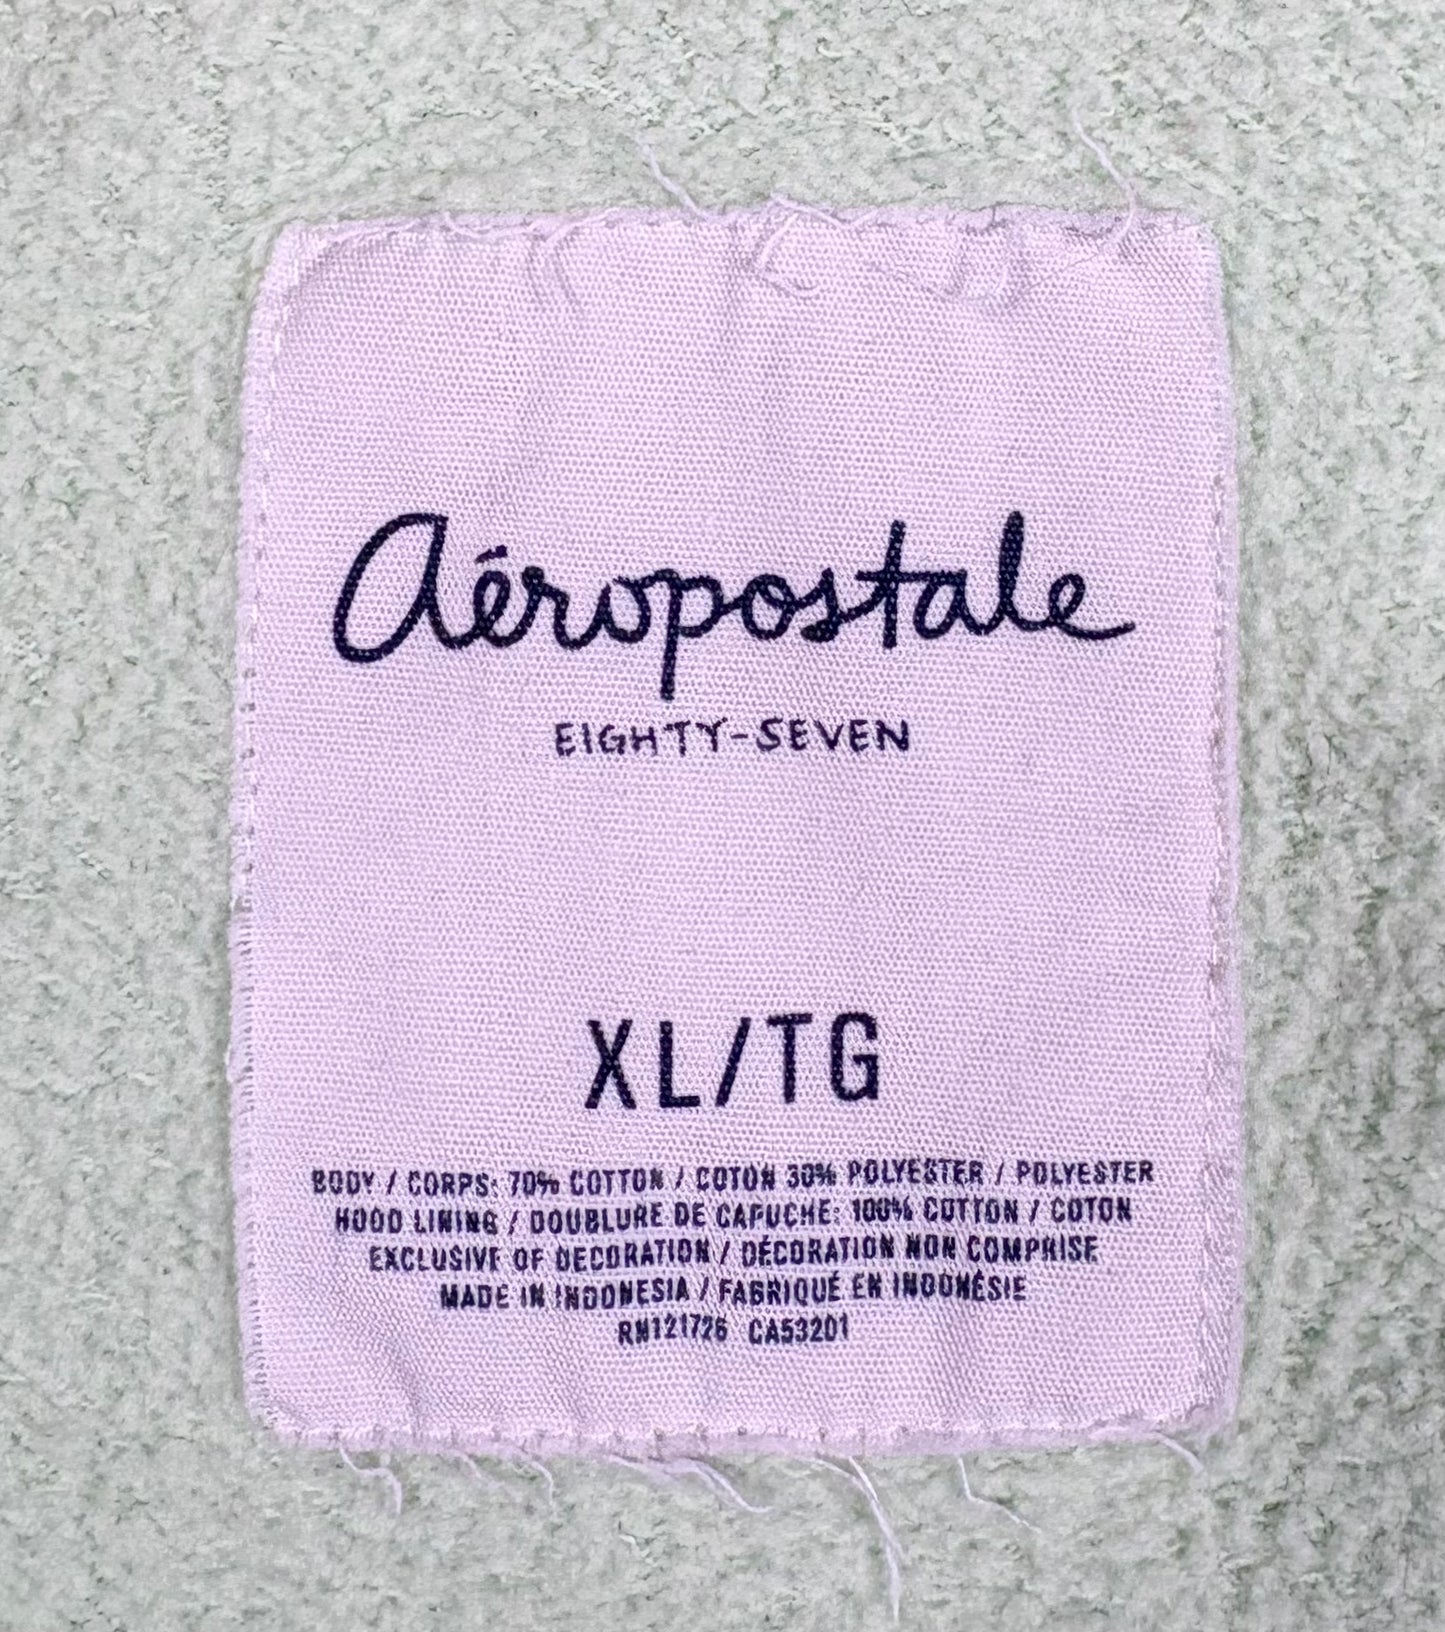 Aéropostale
EIGHTY-SEVEN
XL/TG
BODY / CORPS: 70% COTTON / COTON 30% POLYESTER / POLYESTER
HOOD LINING / DOUBLURE DE CAPUCHE: 100% COTTON / COTON
EXCLUSIVE OF DECORATION / DÉCORATION NON COMPRISE
MADE IN INDONESIA / FABRIQUÉ EN INDONÉSIE
RN121726 CA53201